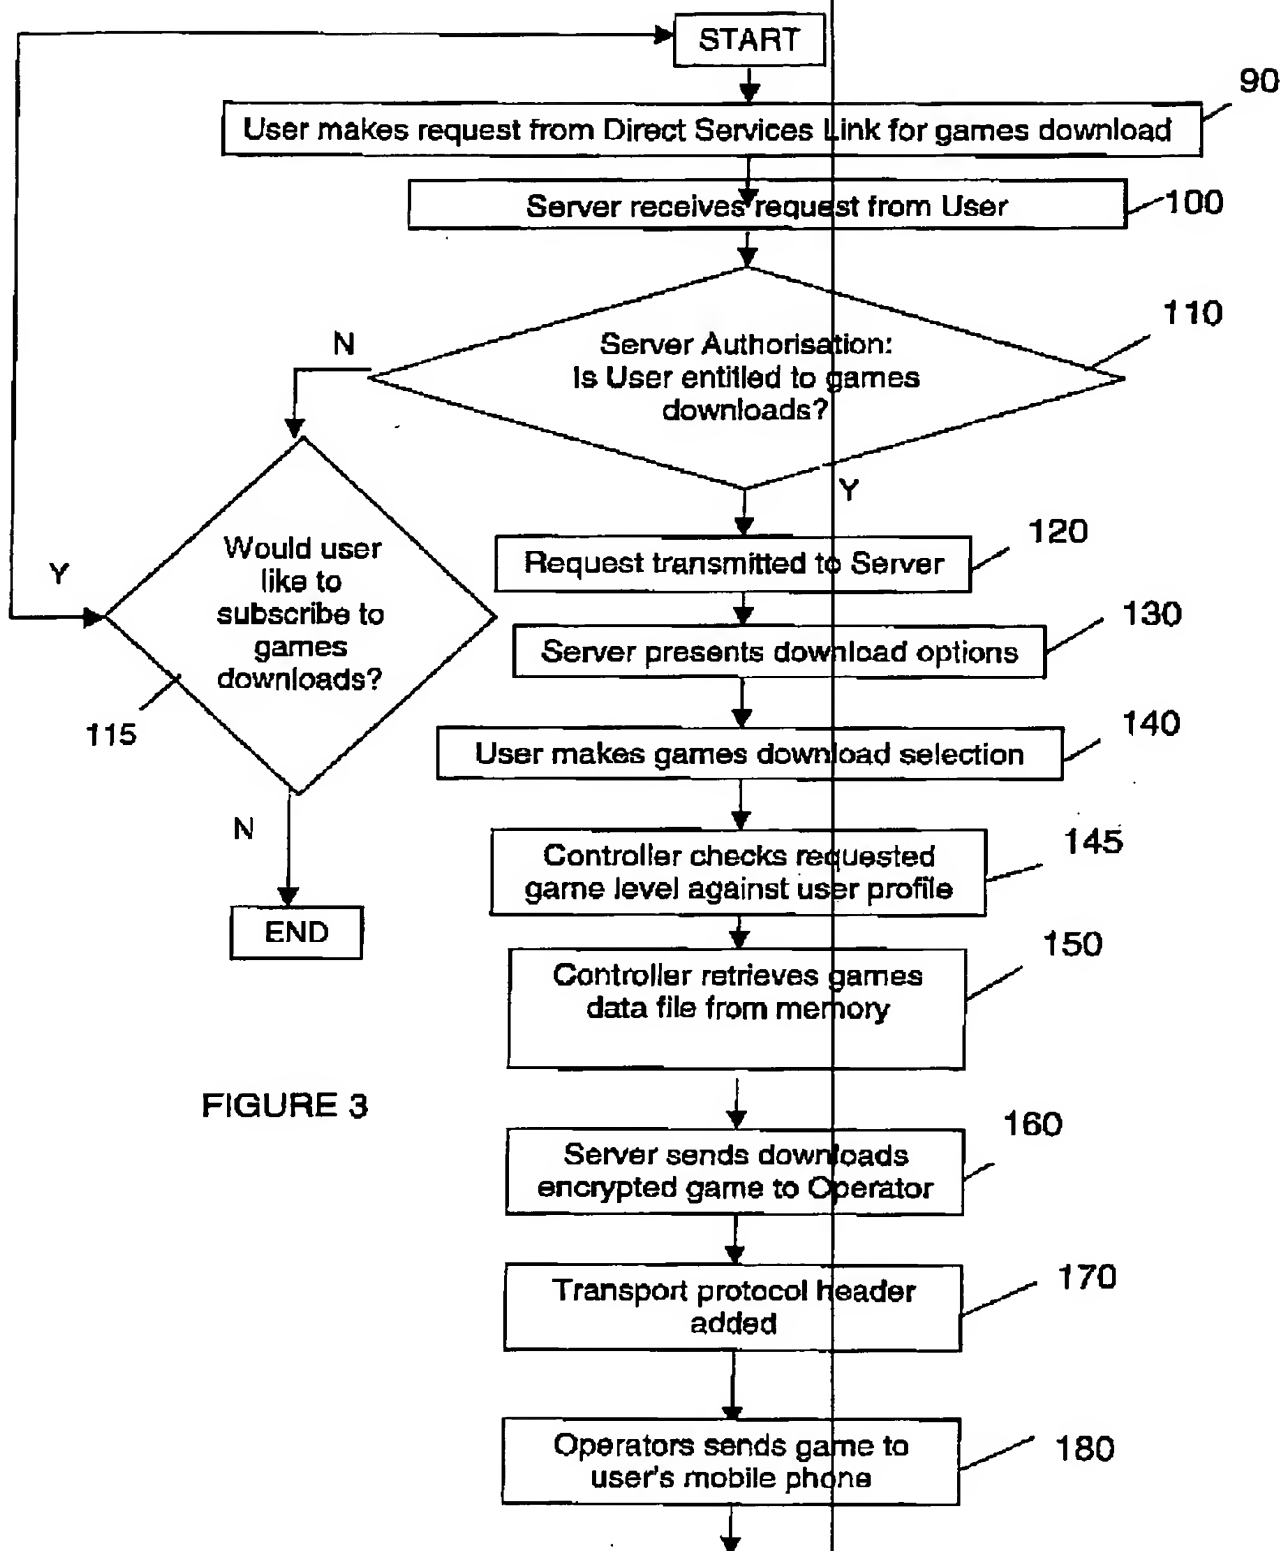 START
90
User makes request from Direct Services Link for games download
Server receives request from User
100
110
N
Server Authorisation:
Is User entitled to games
downloads?
Y
120
Request transmitted to Server
Would user
like to
subscribe to
games
downloads?
Y
115
130
Server presents download options
140
User makes games download selection
N
END
145
Controller checks requested
game level against user profile
150
Controller retrieves games
data file from memory
FIGURE 3
160
Server sends downloads
encrypted game to Operator
170
Transport protocol header
added
180
Operators sends game to
user's mobile phone